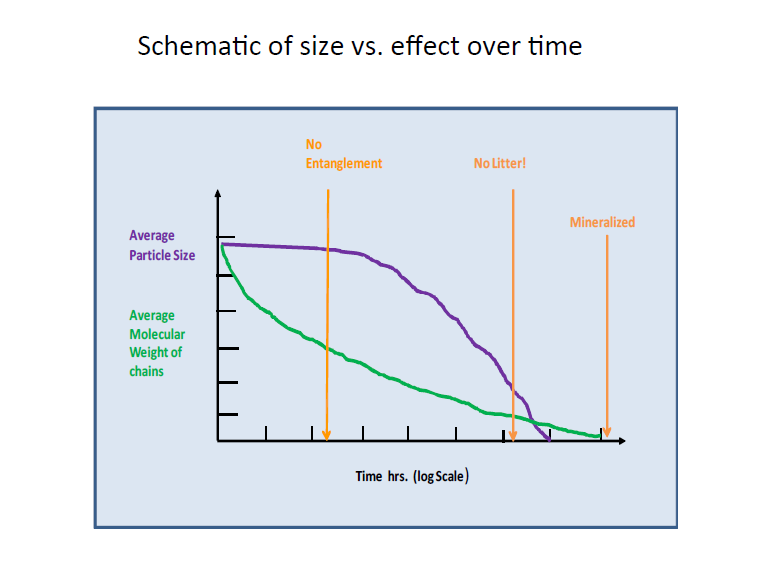 Schematic of size vs. effect over time
No
Entanglement
No Litter!
Mineralized
Average
Particle Size
Average
Molecular
Weight of
chains
Time hrs. (log Scale)